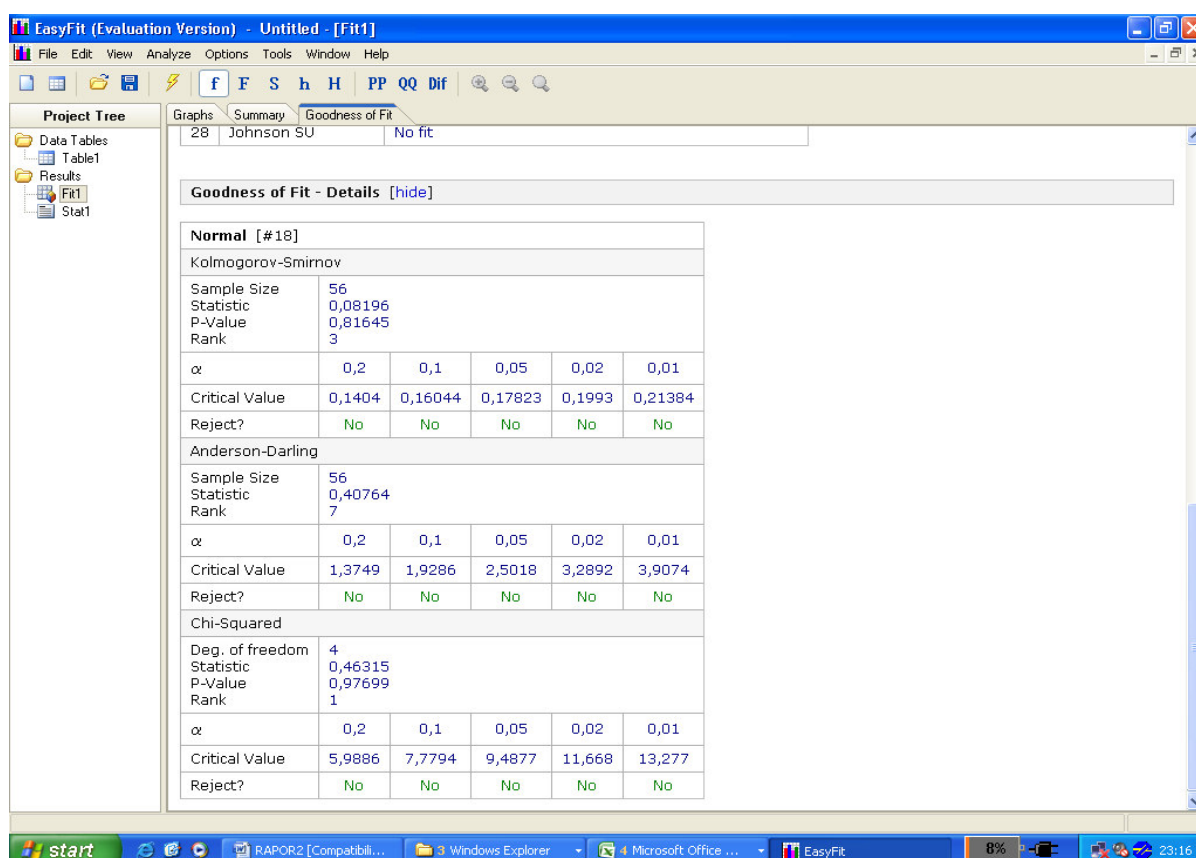 EasyFit (Evaluation Version) - Untitled - [Fit1]
File Edit View Analyze Options Tools Window Help
f F S h H PP QQ Dif
Project Tree
Data Tables
Table1
Results
Fit1
Stat1
Graphs Summary Goodness of Fit
28 Johnson SU No fit
Goodness of Fit - Details [hide]
Normal [#18]
Kolmogorov-Smirnov
Sample Size 56
Statistic 0,08196
P-Value 0,81645
Rank 3
α 0,2 0,1 0,05 0,02 0,01
Critical Value 0,1404 0,16044 0,17823 0,1993 0,21384
Reject? No No No No No
Anderson-Darling
Sample Size 56
Statistic 0,40764
Rank 7
α 0,2 0,1 0,05 0,02 0,01
Critical Value 1,3749 1,9286 2,5018 3,2892 3,9074
Reject? No No No No No
Chi-Squared
Deg. of freedom 4
Statistic 0,46315
P-Value 0,97699
Rank 1
α 0,2 0,1 0,05 0,02 0,01
Critical Value 5,9886 7,7794 9,4877 11,668 13,277
Reject? No No No No No
start RAPOR2 [Compatibili... 3 Windows Explorer 4 Microsoft Office ... EasyFit 8% 23:16